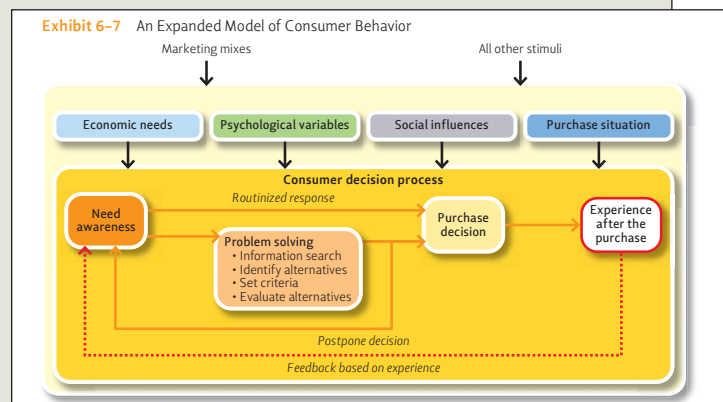 Exhibit 6–7 An Expanded Model of Consumer Behavior
Marketing mixes
All other stimuli
Economic needs
Psychological variables
Social influences
Purchase situation
Consumer decision process
Routinized response
Need
awareness
Problem solving
• Information search
• Identify alternatives
• Set criteria
• Evaluate alternatives
Purchase
decision
Experience
after the
purchase
Postpone decision
Feedback based on experience